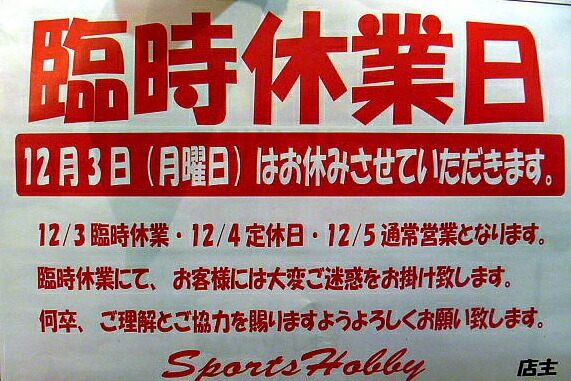 臨時休業日
12月3日（月曜日）はお休みさせていただきます。
12/3臨時休業・12/4定休日・12/5通常営業となります。
臨時休業にて、お客様には大変ご迷惑をお掛け致します。
何卒、ご理解とご協力を賜りますようよろしくお願い致します。
SportsHobby
店主